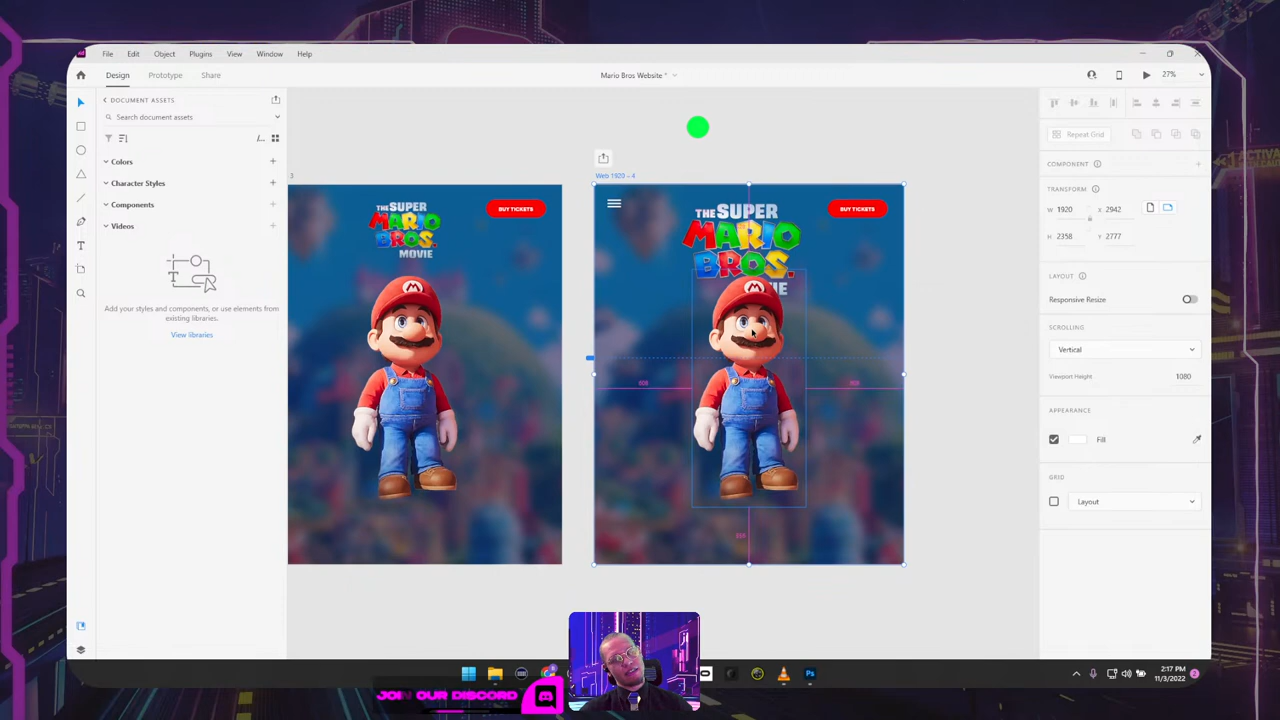 File Edit Object Plugins View Window Help
Design Prototype Share
Mario Bros Website *
27%
DOCUMENT ASSETS
Search document assets
Colors
Character Styles
Components
Videos
Add your styles and components, or use elements from
existing libraries.
View libraries
3
THE SUPER
MARIO
BROS.
MOVIE
BUY TICKETS
Web 1920 – 4
THE SUPER
MARIO
BROS.
BUY TICKETS
Repeat Grid
COMPONENT
TRANSFORM
W 1920 X 2942
H 2358 Y 2777
LAYOUT
Responsive Resize
SCROLLING
Vertical
Viewport Height 1080
APPEARANCE
Fill
GRID
Layout
JOIN OUR DISCORD
2:17 PM
11/3/2022